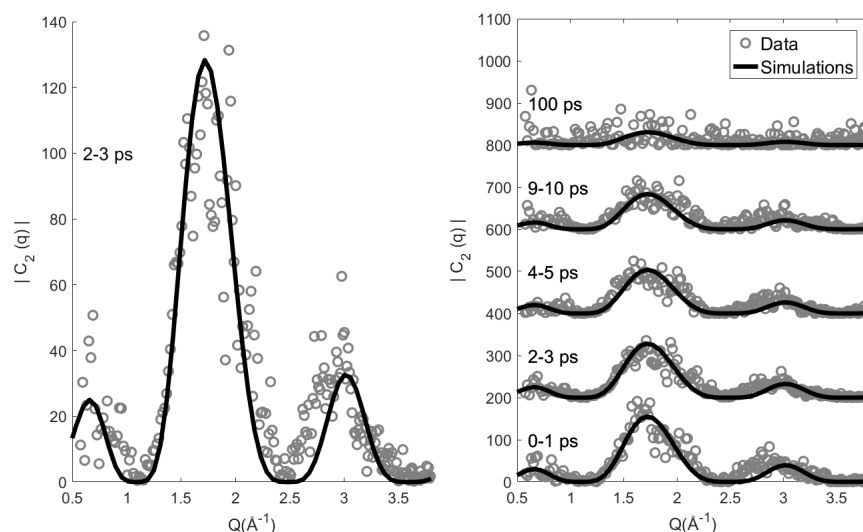 140
120
100
80
60
40
20
0
2-3 ps
| C2 (q) |
0.5 1 1.5 2 2.5 3 3.5
Q(Å-1)
1100
1000
900
800
700
600
500
400
300
200
100
0
Data
Simulations
100 ps
9-10 ps
4-5 ps
2-3 ps
0-1 ps
| C2 (q) |
0.5 1 1.5 2 2.5 3 3.5
Q(Å-1)